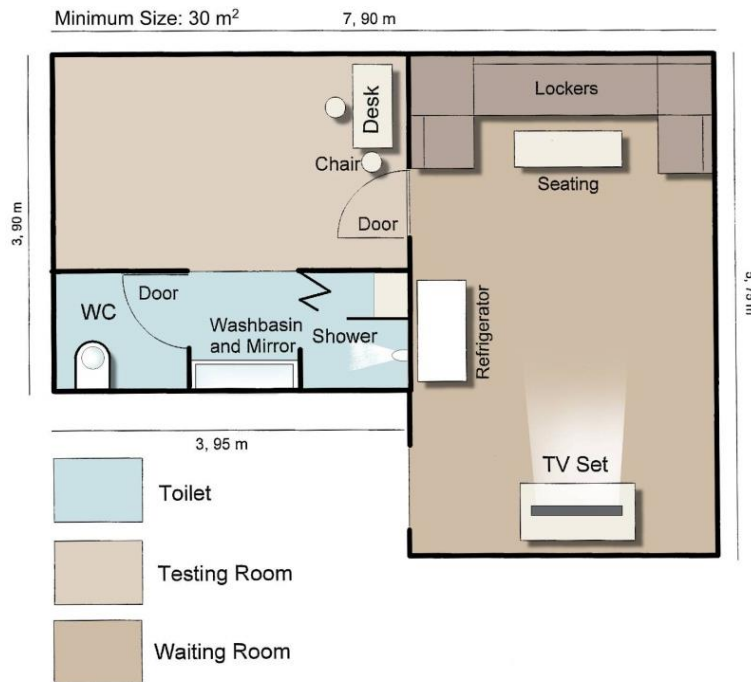 Minimum Size: 30 m²
7, 90 m
Lockers
Desk
Chair
Seating
Door
3, 90 m
Door
WC
Washbasin
and Mirror
Shower
Refrigerator
3, 95 m
TV Set
Toilet
Testing Room
Waiting Room